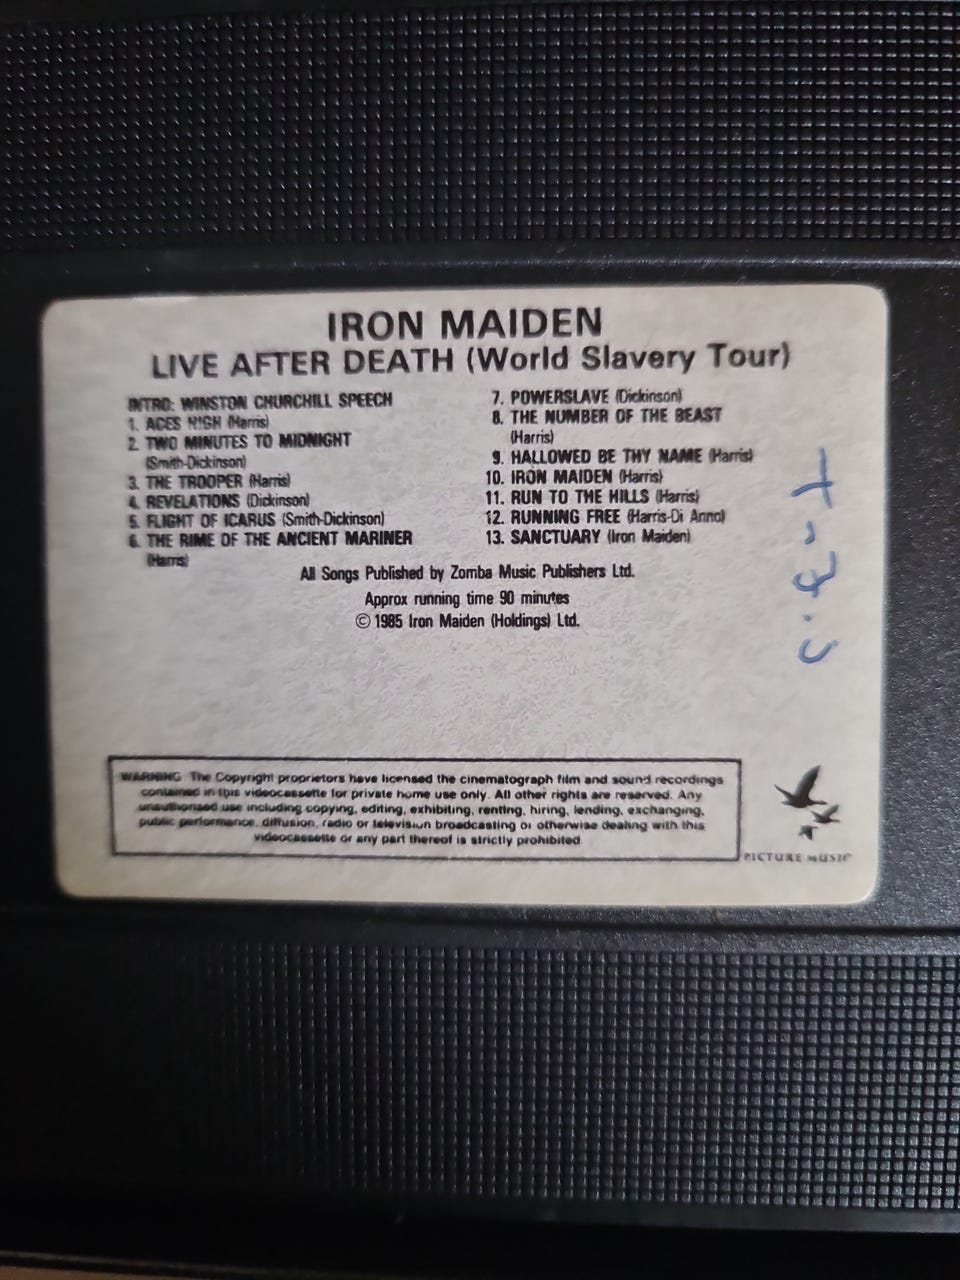 IRON MAIDEN
LIVE AFTER DEATH (World Slavery Tour)
INTRO: WINSTON CHURCHILL SPEECH
1. ACES HIGH (Harris)
2. TWO MINUTES TO MIDNIGHT
(Smith-Dickinson)
3. THE TROOPER (Harris)
4. REVELATIONS (Dickinson)
5. FLIGHT OF ICARUS (Smith-Dickinson)
6. THE RIME OF THE ANCIENT MARINER
(Harris)
7. POWERSLAVE (Dickinson)
8. THE NUMBER OF THE BEAST
(Harris)
9. HALLOWED BE THY NAME (Harris)
10. IRON MAIDEN (Harris)
11. RUN TO THE HILLS (Harris)
12. RUNNING FREE (Harris-Di Anno)
13. SANCTUARY (Iron Maiden)
All Songs Published by Zomba Music Publishers Ltd.
Approx running time 90 minutes
© 1985 Iron Maiden (Holdings) Ltd.
WARNING: The Copyright proprietors have licensed the cinematograph film and sound recordings
contained in this videocassette for private home use only. All other rights are reserved. Any
unauthorised use including copying, editing, exhibiting, renting, hiring, lending, exchanging,
public performance, diffusion, radio or television broadcasting or otherwise dealing with this
videocassette or any part thereof is strictly prohibited
PICTURE MUSIC